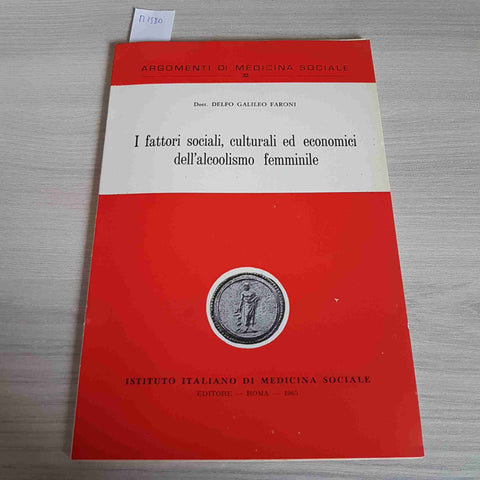 ARGOMENTI DI MEDICINA SOCIALE
Dott. DELFO GALILEO FARONI
I fattori sociali, culturali ed economici
dell'alcoolismo femminile
ISTITUTO ITALIANO DI MEDICINA SOCIALE
EDITORE — ROMA — 1965